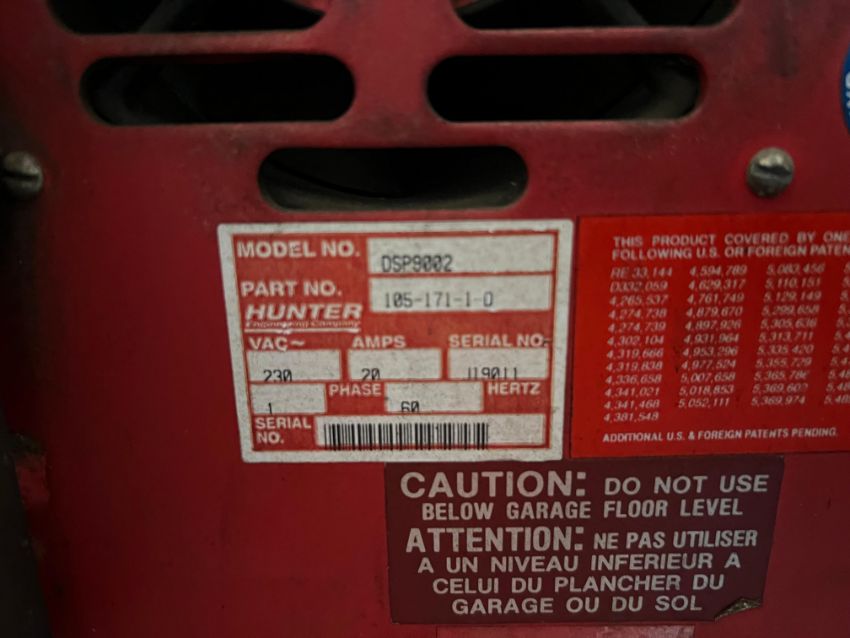 MODEL NO. DSP9002
PART NO. 105-171-1-0
HUNTER
Engineering Company
VAC~ AMPS SERIAL NO.
230 20
1 PHASE 60 HERTZ
SERIAL
NO.
THIS PRODUCT COVERED BY ONE
FOLLOWING U.S. OR FOREIGN PATEN
RE 33,144 4,594,789 5,083,456
D332,059 4,629,317 5,110,151
4,265,537 4,761,749 5,129,149
4,274,738 4,879,670 5,299,658
4,274,739 4,897,926 5,305,636
4,302,104 4,931,964 5,313,711
4,319,666 4,953,296 5,335,420
4,319,838 4,977,524 5,355,729
4,336,658 5,007,658 5,365,786
4,341,021 5,018,853 5,369,602
4,341,468 5,052,111 5,369,974
4,381,548
ADDITIONAL U.S. & FOREIGN PATENTS PENDING.
CAUTION: DO NOT USE
BELOW GARAGE FLOOR LEVEL
ATTENTION: NE PAS UTILISER
A UN NIVEAU INFERIEUR A
CELUI DU PLANCHER DU
GARAGE OU DU SOL